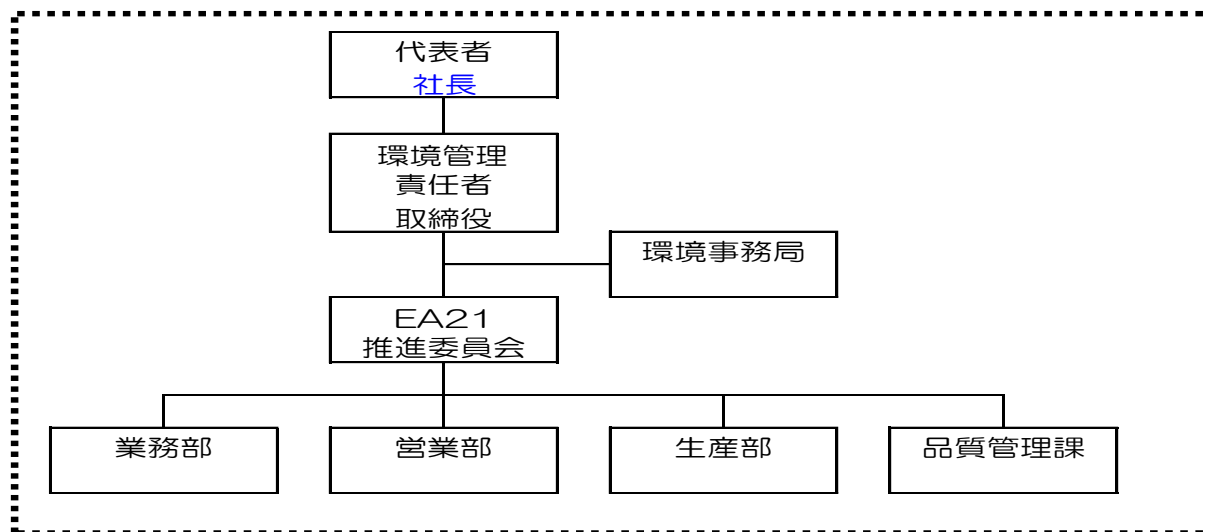 代表者
社長
環境管理
責任者
取締役
環境事務局
EA21
推進委員会
業務部
営業部
生産部
品質管理課